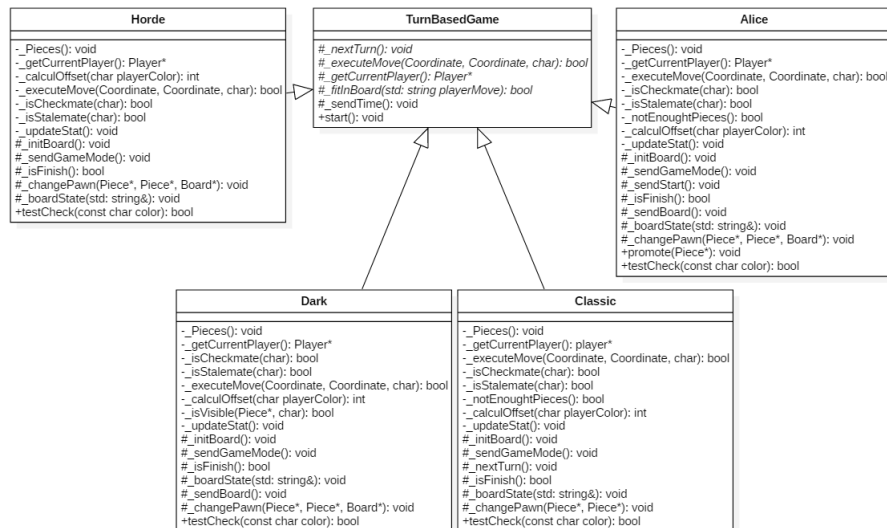 Horde
-_Pieces(): void
-_getCurrentPlayer(): Player*
-_calculOffset(char playerColor): int
-_executeMove(Coordinate, Coordinate, char): bool
-_isCheckmate(char): bool
-_isStalemate(char): bool
-_updateStat(): void
#_initBoard(): void
#_sendGameMode(): void
#_isFinish(): bool
#_changePawn(Piece*, Piece*, Board*): void
#_boardState(std: string&): void
+testCheck(const char color): bool
TurnBasedGame
#_nextTurn(): void
#_executeMove(Coordinate, Coordinate, char): bool
#_getCurrentPlayer(): Player*
#_fitInBoard(std: string playerMove): bool
#_sendTime(): void
+start(): void
Alice
-_Pieces(): void
-_getCurrentPlayer(): Player*
-_executeMove(Coordinate, Coordinate, char): bool
-_isCheckmate(char): bool
-_isStalemate(char): bool
-_notEnoughtPieces(): bool
-_calculOffset(char playerColor): int
-_updateStat(): void
#_initBoard(): void
#_sendGameMode(): void
#_sendStart(): void
#_isFinish(): bool
#_sendBoard(): void
#_boardState(std: string&): void
#_changePawn(Piece*, Piece*, Board*): void
+promote(Piece*): void
+testCheck(const char color): bool
Dark
-_Pieces(): void
-_getCurrentPlayer(): Player*
-_isCheckmate(char): bool
-_isStalemate(char): bool
-_executeMove(Coordinate, Coordinate, char): bool
-_calculOffset(char playerColor): int
-_isVisible(Piece*, char): bool
-_updateStat(): void
#_initBoard(): void
#_sendGameMode(): void
#_isFinish(): bool
#_boardState(std: string&): void
#_sendBoard(): void
#_changePawn(Piece*, Piece*, Board*): void
+testCheck(const char color): bool
Classic
-_Pieces(): void
-_getCurrentPlayer(): player*
-_executeMove(Coordinate, Coordinate, char): bool
-_isCheckmate(char): bool
-_isStalemate(char): bool
-_notEnoughtPieces(): bool
-_calculOffset(char playerColor): int
-_updateStat(): void
#_initBoard(): void
#_sendGameMode(): void
#_nextTurn(): void
#_isFinish(): bool
#_boardState(std: string&): void
#_changePawn(Piece*, Piece*): void
+testCheck(const char color): bool